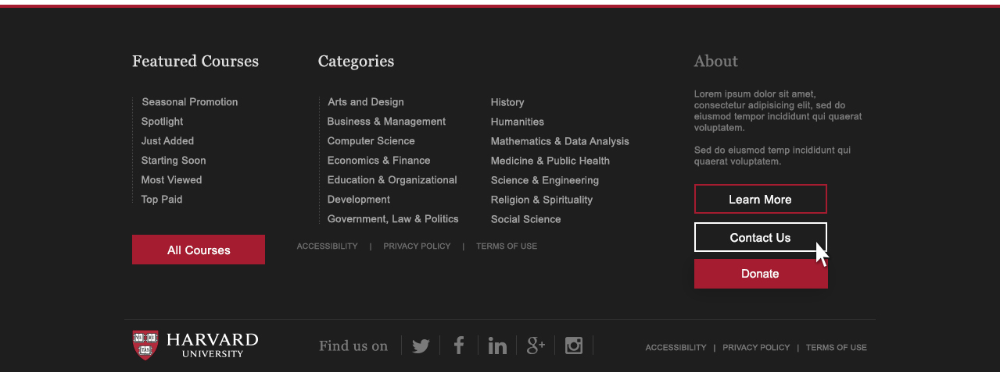 Featured Courses
Seasonal Promotion
Spotlight
Just Added
Starting Soon
Most Viewed
Top Paid
All Courses
Categories
Arts and Design
Business & Management
Computer Science
Economics & Finance
Education & Organizational
Development
Government, Law & Politics
History
Humanities
Mathematics & Data Analysis
Medicine & Public Health
Science & Engineering
Religion & Spirituality
Social Science
ACCESSIBILITY | PRIVACY POLICY | TERMS OF USE
About
Lorem ipsum dolor sit amet,
consectetur adipisicing elit, sed do
eiusmod tempor incididunt qui quaerat
voluptatem.
Sed do eiusmod temp incididunt qui
quaerat voluptatem.
Learn More
Contact Us
Donate
VE RI
TAS
HARVARD
UNIVERSITY
Find us on
ACCESSIBILITY | PRIVACY POLICY | TERMS OF USE